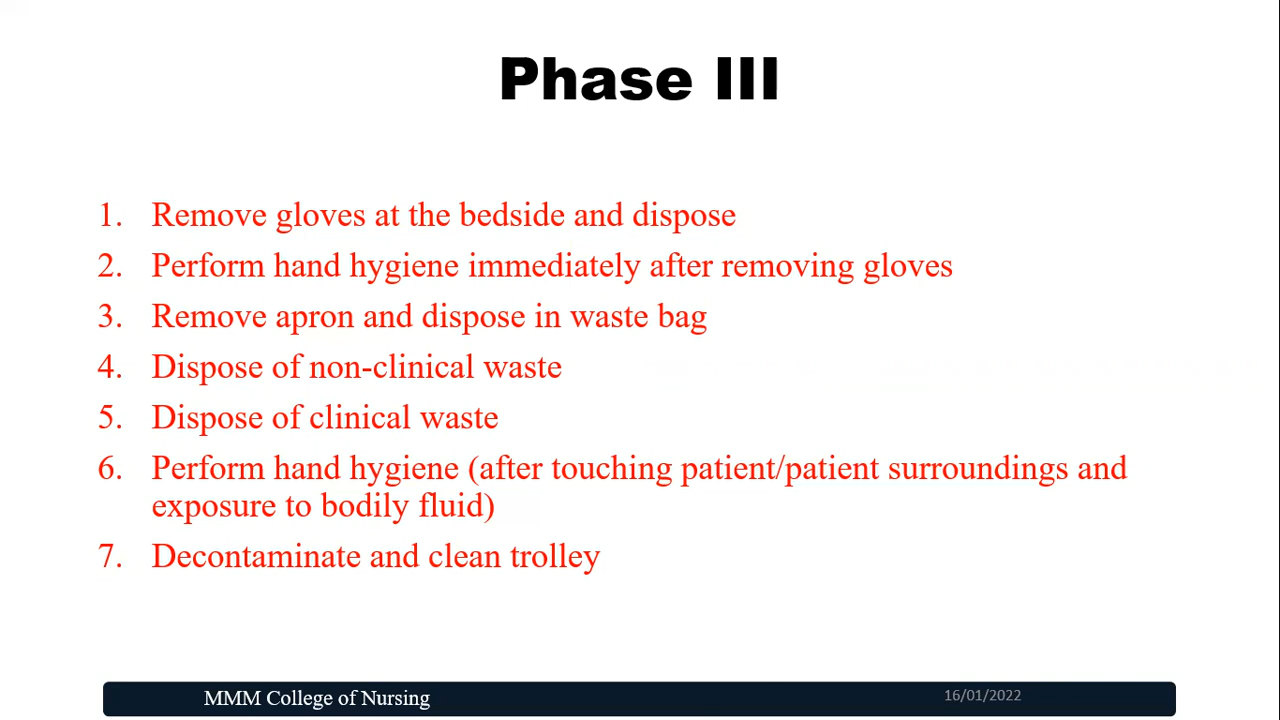 Phase III
1. Remove gloves at the bedside and dispose
2. Perform hand hygiene immediately after removing gloves
3. Remove apron and dispose in waste bag
4. Dispose of non-clinical waste
5. Dispose of clinical waste
6. Perform hand hygiene (after touching patient/patient surroundings and
exposure to bodily fluid)
7. Decontaminate and clean trolley
MMM College of Nursing
16/01/2022